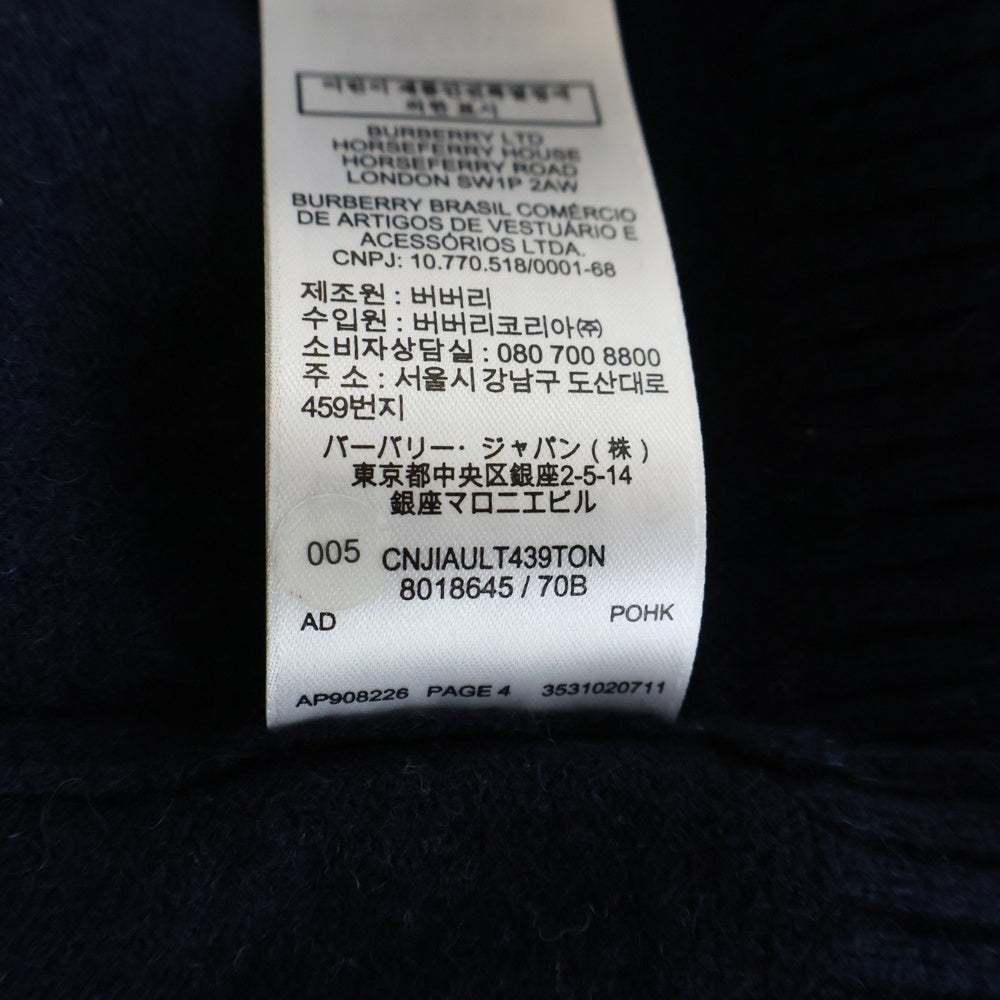 최한 표시
BURBERRY LTD
HORSEFERRY HOUSE
HORSEFERRY ROAD
LONDON SW1P 2AW
BURBERRY BRASIL COMÉRCIO
DE ARTIGOS DE VESTUÁRIO E
ACESSÓRIOS LTDA.
CNPJ: 10.770.518/0001-68
제조원 : 버버리
수입원 : 버버리코리아㈜
소비자상담실 : 080 700 8800
주 소 : 서울시 강남구 도산대로
459번지
バーバリー・ジャパン (株)
東京都中央区銀座2-5-14
銀座マロニエビル
005 CNJIAULT439TON
8018645 / 70B
AD POHK
AP908226 PAGE 4 3531020711